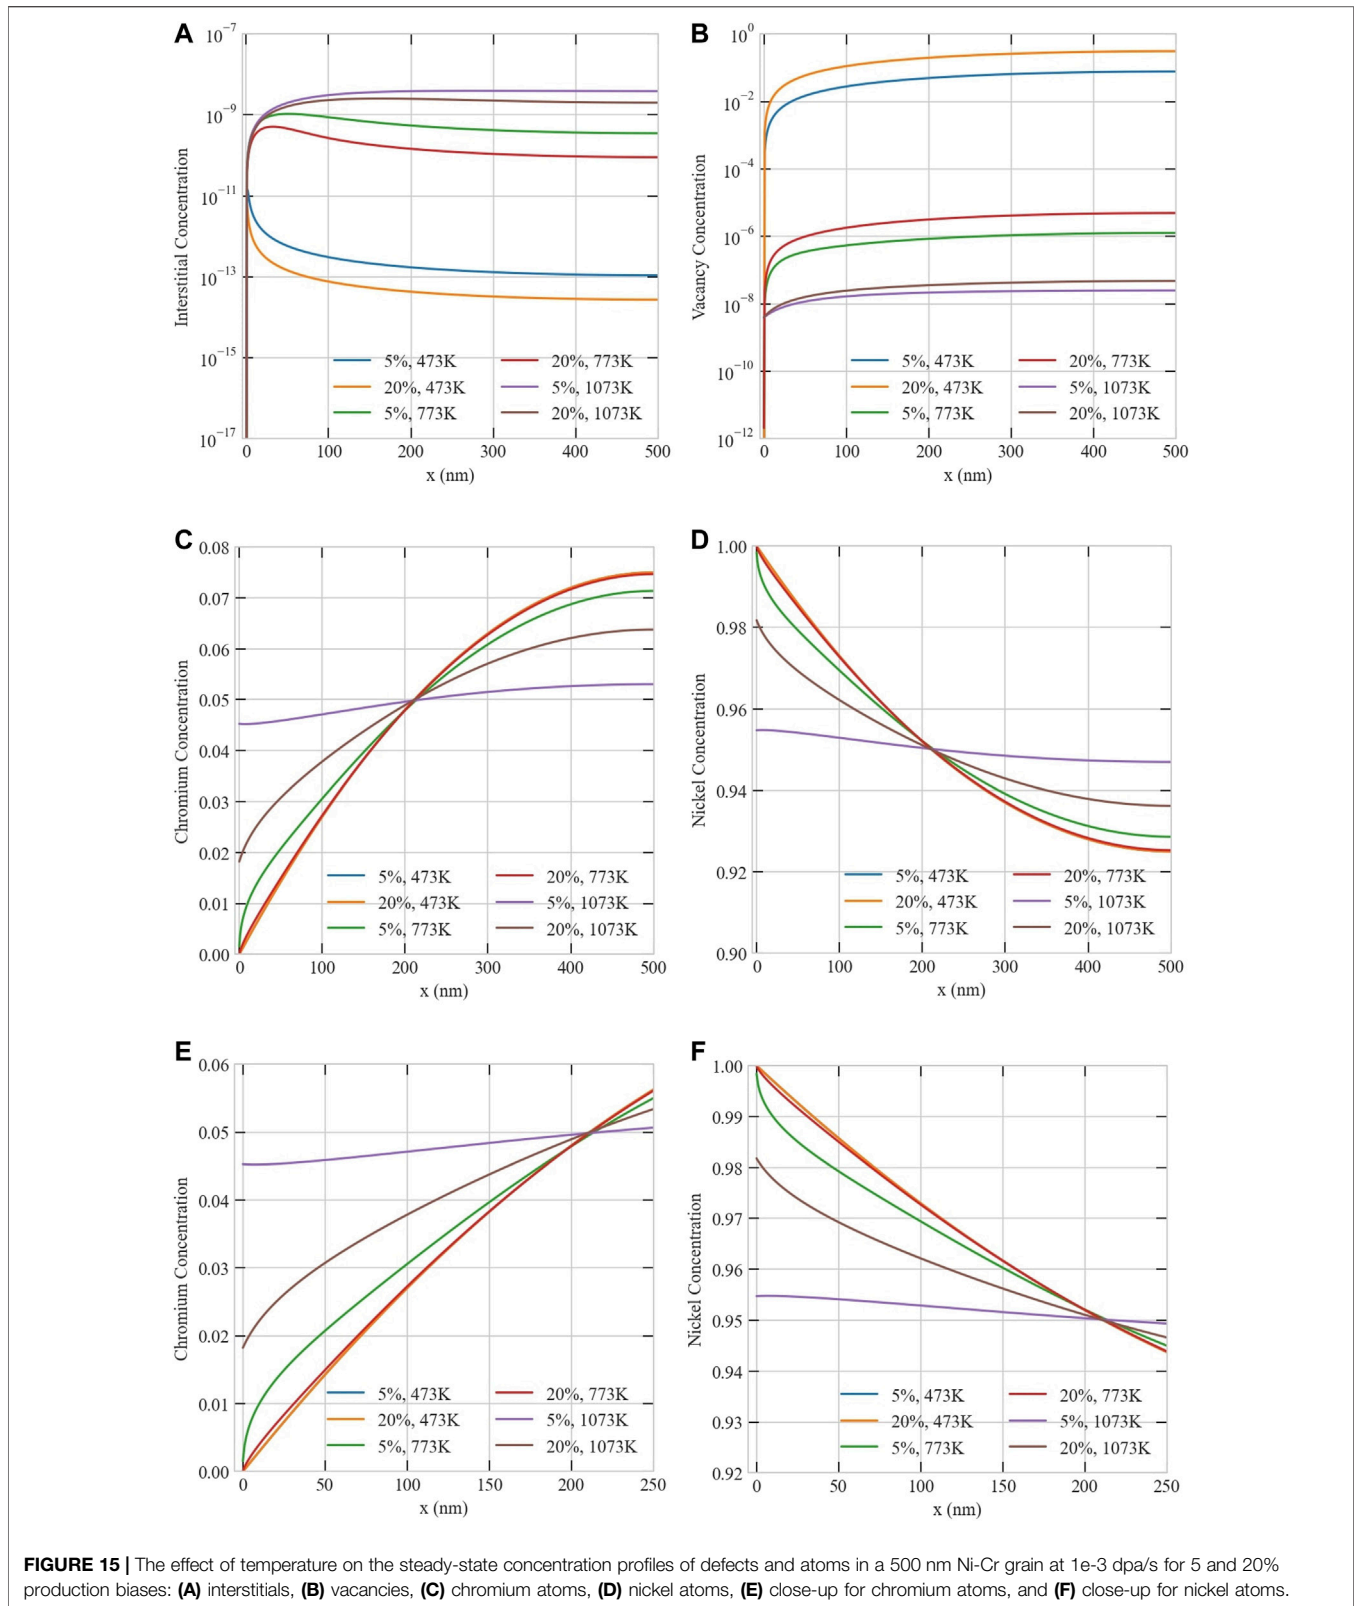 A
10⁻⁷
10⁻⁹
10⁻¹¹
10⁻¹³
10⁻¹⁵
10⁻¹⁷
Interstitial Concentration
5%, 473K
20%, 473K
5%, 773K
20%, 773K
5%, 1073K
20%, 1073K
0 100 200 300 400 500
x (nm)
B
10⁰
10⁻²
10⁻⁴
10⁻⁶
10⁻⁸
10⁻¹⁰
10⁻¹²
Vacancy Concentration
5%, 473K
20%, 473K
5%, 773K
20%, 773K
5%, 1073K
20%, 1073K
0 100 200 300 400 500
x (nm)
C
0.08
0.07
0.06
0.05
0.04
0.03
0.02
0.01
0.00
Chromium Concentration
5%, 473K
20%, 473K
5%, 773K
20%, 773K
5%, 1073K
20%, 1073K
0 100 200 300 400 500
x (nm)
D
1.00
0.98
0.96
0.94
0.92
0.90
Nickel Concentration
5%, 473K
20%, 473K
5%, 773K
20%, 773K
5%, 1073K
20%, 1073K
0 100 200 300 400 500
x (nm)
E
0.06
0.05
0.04
0.03
0.02
0.01
0.00
Chromium Concentration
5%, 473K
20%, 473K
5%, 773K
20%, 773K
5%, 1073K
20%, 1073K
0 50 100 150 200 250
x (nm)
F
1.00
0.99
0.98
0.97
0.96
0.95
0.94
0.93
0.92
Nickel Concentration
5%, 473K
20%, 473K
5%, 773K
20%, 773K
5%, 1073K
20%, 1073K
0 50 100 150 200 250
x (nm)
FIGURE 15 | The effect of temperature on the steady-state concentration profiles of defects and atoms in a 500 nm Ni-Cr grain at 1e-3 dpa/s for 5 and 20%
production biases: (A) interstitials, (B) vacancies, (C) chromium atoms, (D) nickel atoms, (E) close-up for chromium atoms, and (F) close-up for nickel atoms.